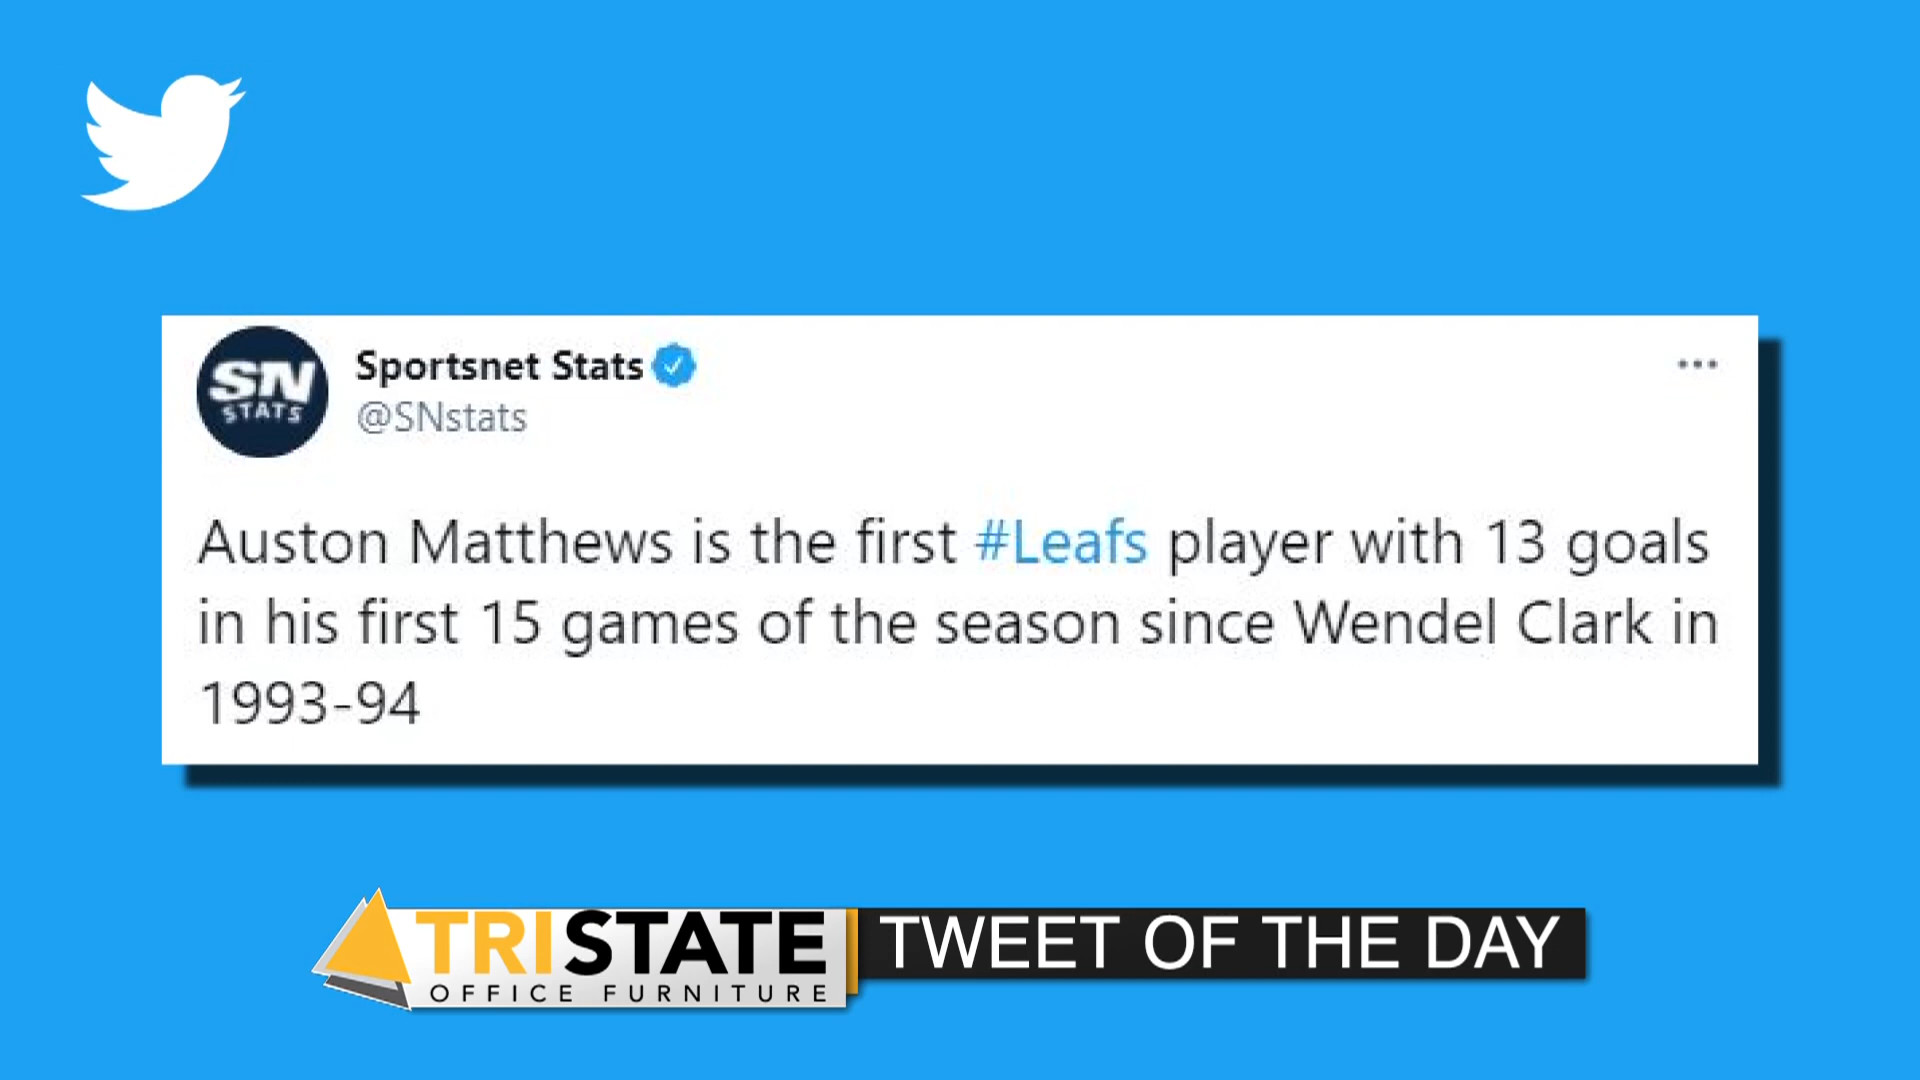 SN
STATS
Sportsnet Stats
@SNstats
Auston Matthews is the first #Leafs player with 13 goals
in his first 15 games of the season since Wendel Clark in
1993-94
TRISTATE
OFFICE FURNITURE
TWEET OF THE DAY